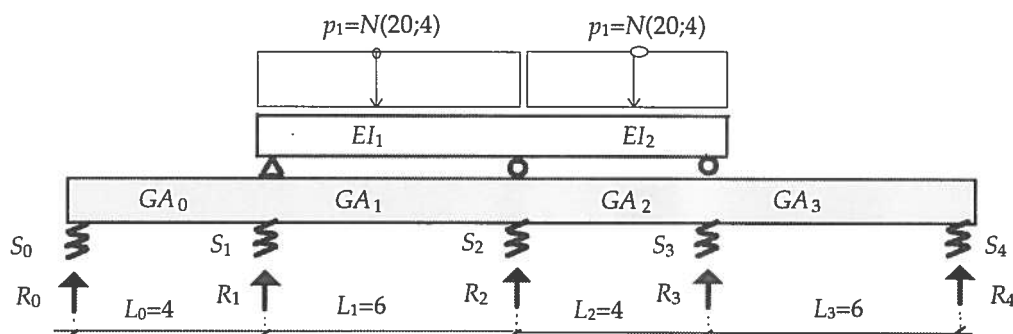 p₁=N(20;4) p₁=N(20;4)
EI₁ EI₂
GA₀ GA₁ GA₂ GA₃
S₀ S₁ S₂ S₃ S₄
R₀ R₁ R₂ R₃ R₄
L₀=4 L₁=6 L₂=4 L₃=6